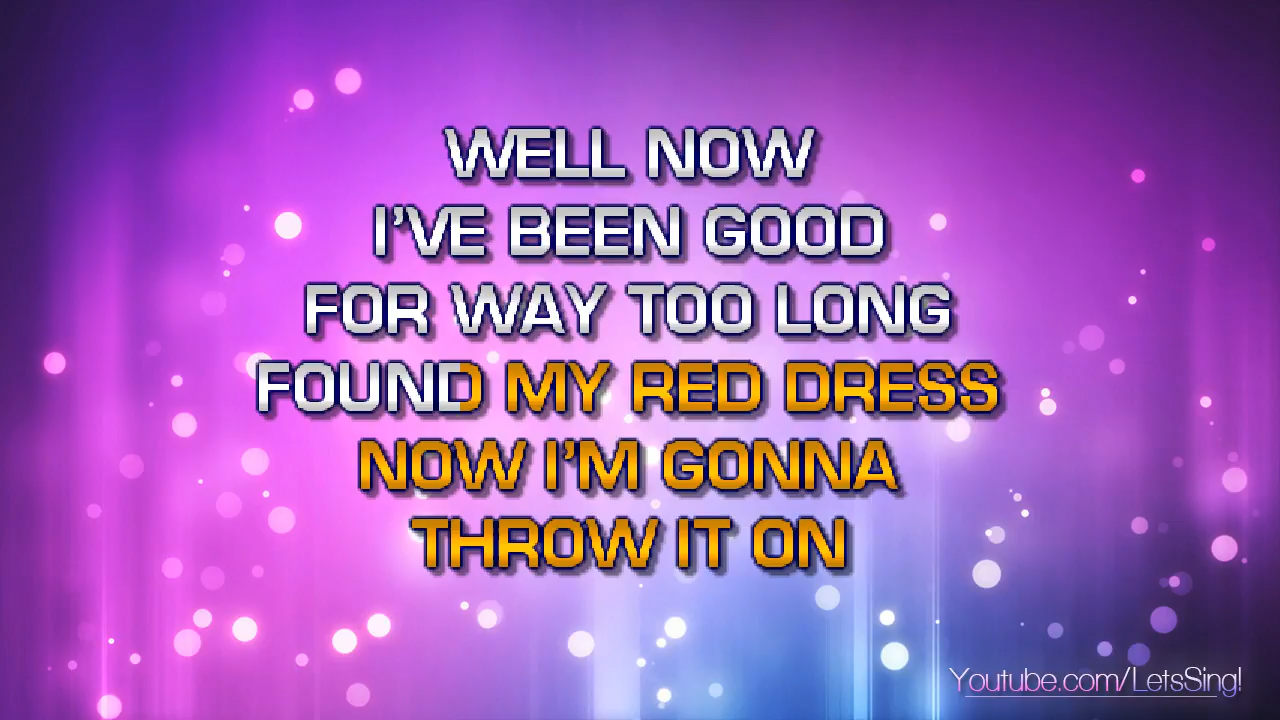 WELL NOW
I'VE BEEN GOOD
FOR WAY TOO LONG
FOUND MY RED DRESS
NOW I'M GONNA
THROW IT ON
Youtube.com/LetsSing!